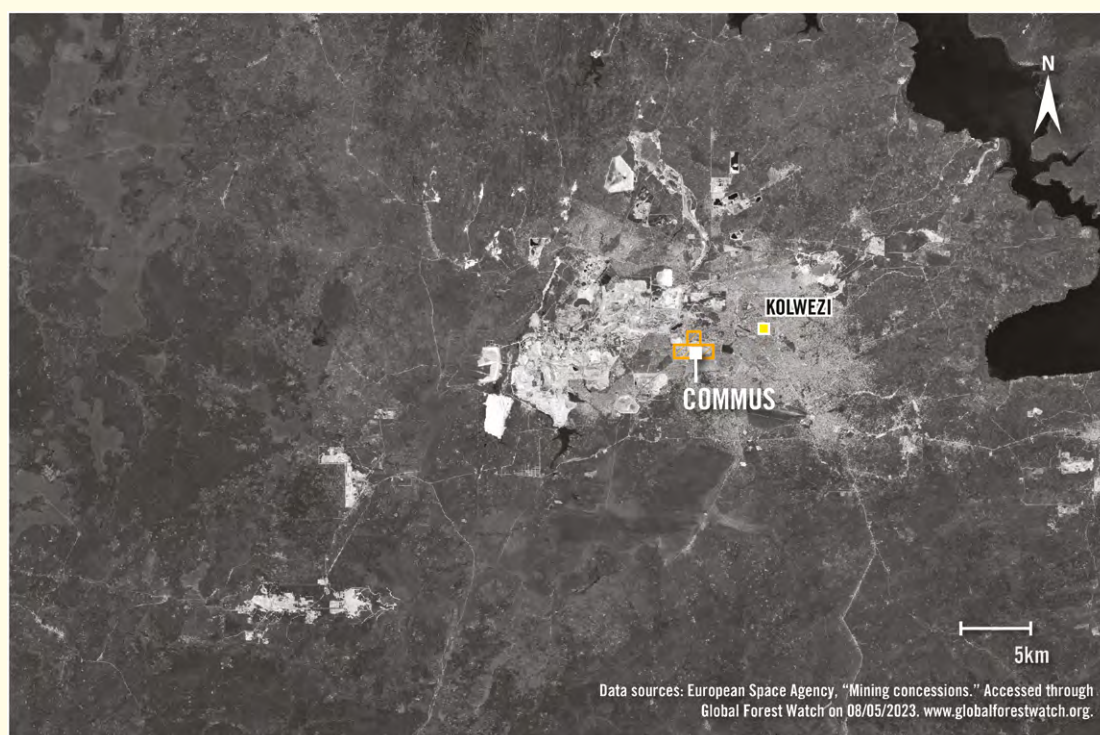 N
KOLWEZI
COMMUS
5km
Data sources: European Space Agency, “Mining concessions.” Accessed through
Global Forest Watch on 08/05/2023. www.globalforestwatch.org.